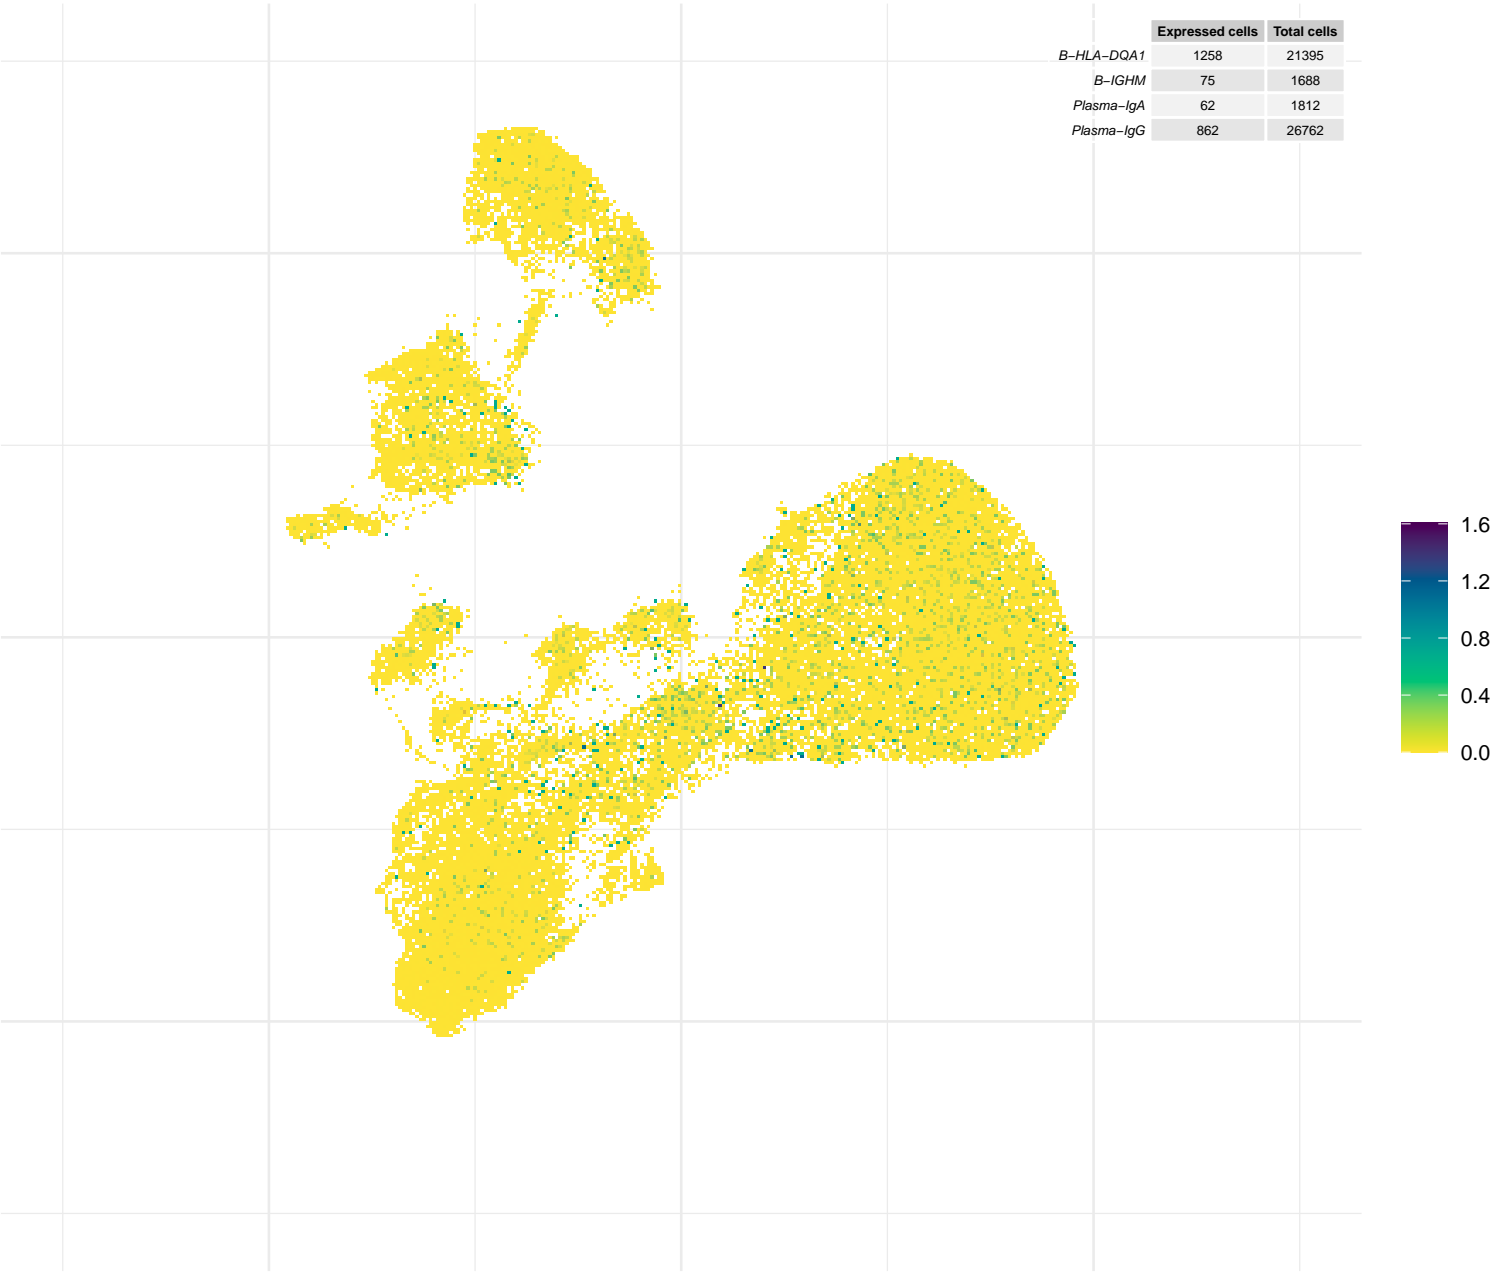 Expressed cells Total cells
B−HLA−DQA1 1258 21395
B−IGHM 75 1688
Plasma−IgA 62 1812
Plasma−IgG 862 26762
1.6
1.2
0.8
0.4
0.0